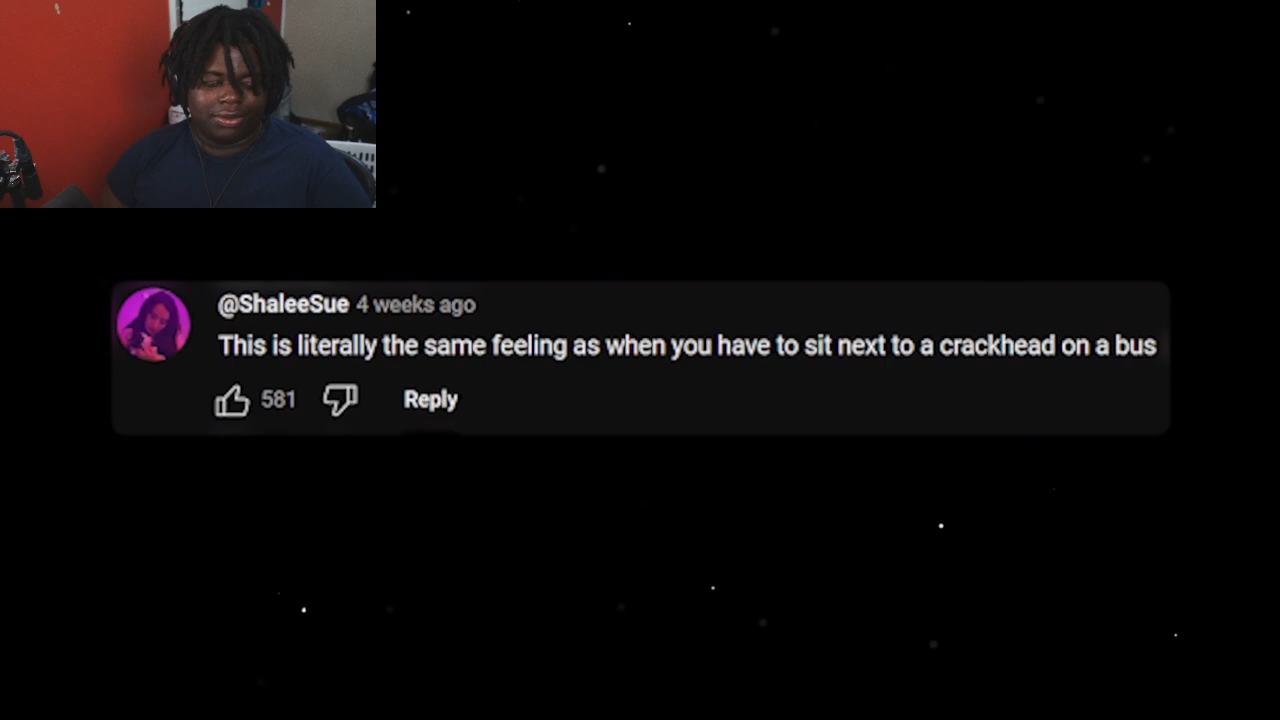 @ShaleeSue 4 weeks ago
This is literally the same feeling as when you have to sit next to a crackhead on a bus
581 Reply